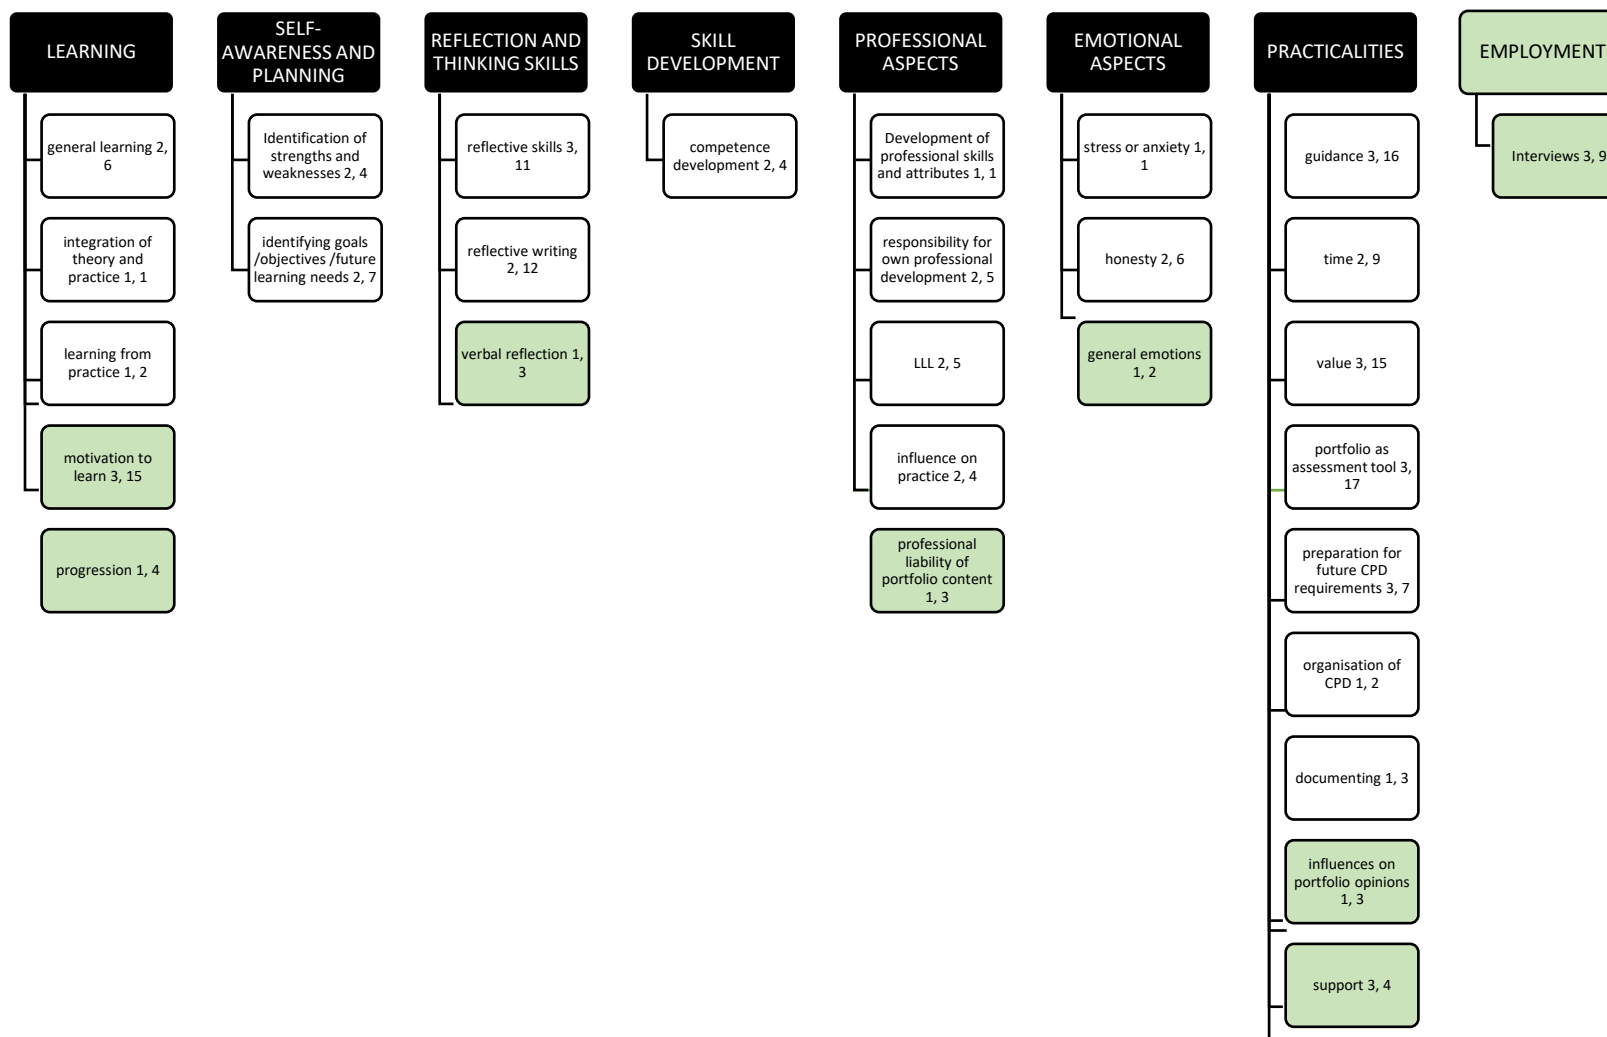 LEARNING
general learning 2,
6
integration of
theory and
practice 1, 1
learning from
practice 1, 2
motivation to
learn 3, 15
progression 1, 4
SELF-
AWARENESS AND
PLANNING
Identification of
strengths and
weaknesses 2, 4
identifying goals
/objectives /future
learning needs 2, 7
REFLECTION AND
THINKING SKILLS
reflective skills 3,
11
reflective writing
2, 12
verbal reflection 1,
3
SKILL
DEVELOPMENT
competence
development 2, 4
PROFESSIONAL
ASPECTS
Development of
professional skills
and attributes 1, 1
responsibility for
own professional
development 2, 5
LLL 2, 5
influence on
practice 2, 4
professional
liability of
portfolio content
1, 3
EMOTIONAL
ASPECTS
stress or anxiety 1,
1
honesty 2, 6
general emotions
1, 2
PRACTICALITIES
guidance 3, 16
time 2, 9
value 3, 15
portfolio as
assessment tool 3,
17
preparation for
future CPD
requirements 3, 7
organisation of
CPD 1, 2
documenting 1, 3
influences on
portfolio opinions
1, 3
support 3, 4
EMPLOYMENT
Interviews 3, 9